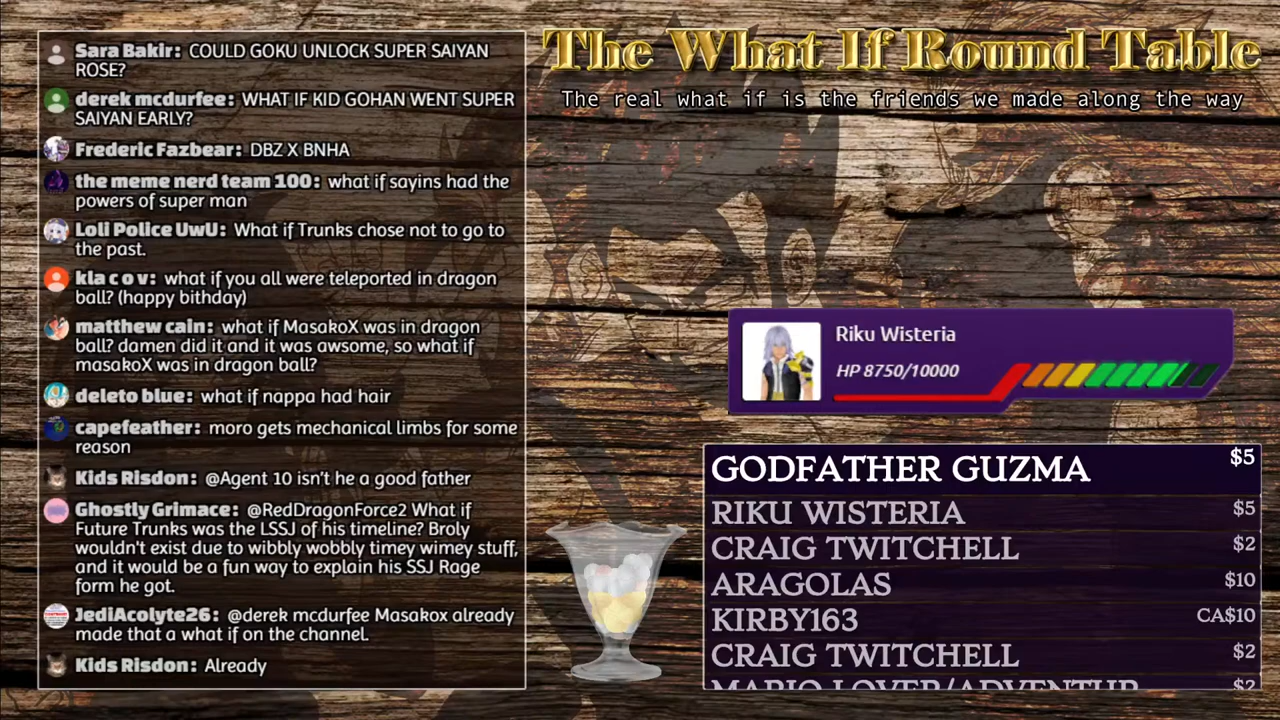 Sara Bakir: COULD GOKU UNLOCK SUPER SAIYAN
ROSE?
derek mcdurfee: WHAT IF KID GOHAN WENT SUPER
SAIYAN EARLY?
Frederic Fazbear: DBZ X BNHA
the meme nerd team 100: what if sayins had the
powers of super man
Loli Police UwU: What if Trunks chose not to go to
the past.
kla c o v: what if you all were teleported in dragon
ball? (happy bithday)
matthew cain: what if MasakoX was in dragon
ball? damen did it and it was awsome, so what if
masakoX was in dragon ball?
deleto blue: what if nappa had hair
capefeather: moro gets mechanical limbs for some
reason
Kids Risdon: @Agent 10 isn't he a good father
Ghostly Grimace: @RedDragonForce2 What if
Future Trunks was the LSSJ of his timeline? Broly
wouldn't exist due to wibbly wobbly timey wimey stuff,
and it would be a fun way to explain his SSJ Rage
form he got.
JediAcolyte26: @derek mcdurfee Masakox already
made that a what if on the channel.
Kids Risdon: Already
The What If Round Table
The real what if is the friends we made along the way
Riku Wisteria
HP 8750/10000
GODFATHER GUZMA $5
RIKU WISTERIA $5
CRAIG TWITCHELL $2
ARAGOLAS $10
KIRBY163 CA$10
CRAIG TWITCHELL $2
MARIO LOVER/ADVENTUR $2